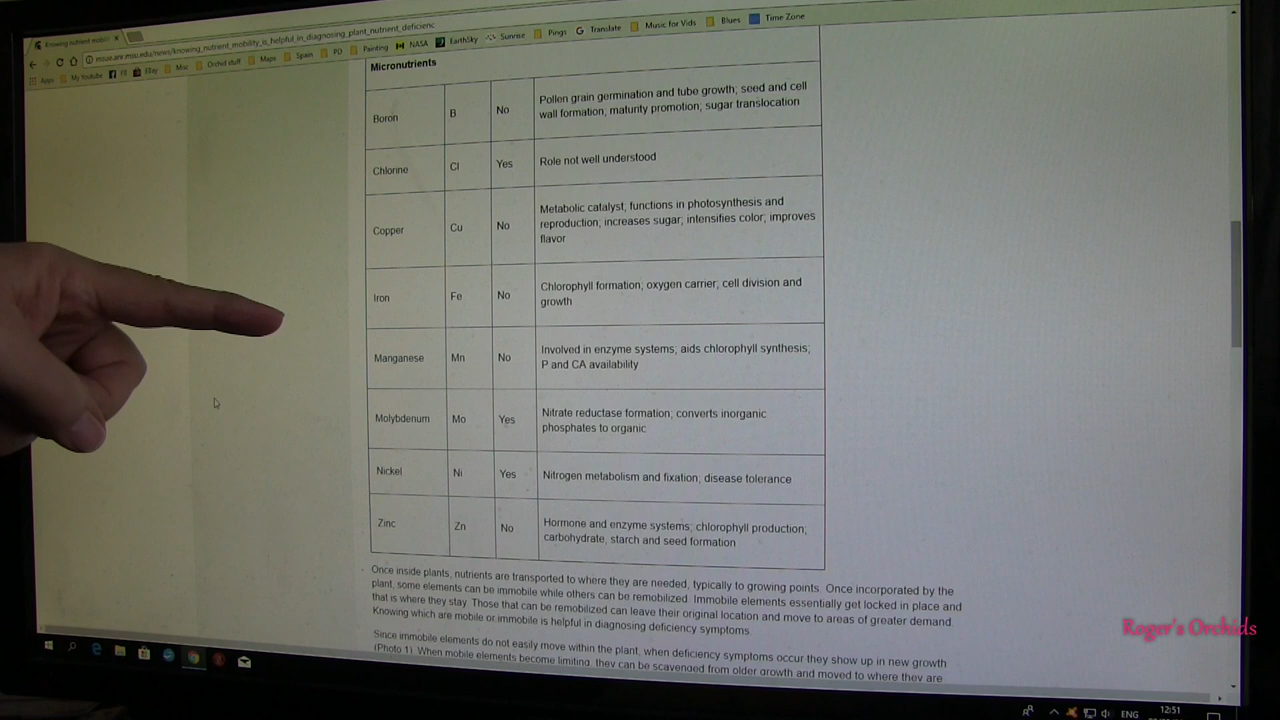 Knowing nutrient mobili
msue.anr.msu.edu/news/knowing_nutrient_mobility_is_helpful_in_diagnosing_plant_nutrient_deficienc
Apps My Youtube FB EBay Misc Orchid stuff Maps Spain PD Painting NASA EarthSky Sunrise Pings Translate Music for Vids Blues Time Zone
Micronutrients
Boron B No Pollen grain germination and tube growth; seed and cell
wall formation; maturity promotion; sugar translocation
Chlorine Cl Yes Role not well understood
Copper Cu No Metabolic catalyst; functions in photosynthesis and
reproduction; increases sugar; intensifies color; improves
flavor
Iron Fe No Chlorophyll formation; oxygen carrier; cell division and
growth
Manganese Mn No Involved in enzyme systems; aids chlorophyll synthesis;
P and CA availability
Molybdenum Mo Yes Nitrate reductase formation; converts inorganic
phosphates to organic
Nickel Ni Yes Nitrogen metabolism and fixation; disease tolerance
Zinc Zn No Hormone and enzyme systems; chlorophyll production;
carbohydrate, starch and seed formation
Once inside plants, nutrients are transported to where they are needed, typically to growing points. Once incorporated by the
plant, some elements can be immobile while others can be remobilized. Immobile elements essentially get locked in place and
that is where they stay. Those that can be remobilized can leave their original location and move to areas of greater demand.
Knowing which are mobile or immobile is helpful in diagnosing deficiency symptoms.
Since immobile elements do not easily move within the plant, when deficiency symptoms occur they show up in new growth
(Photo 1). When mobile elements become limiting, they can be scavenged from older growth and moved to where they are
Roger's Orchids
ENG 12:51